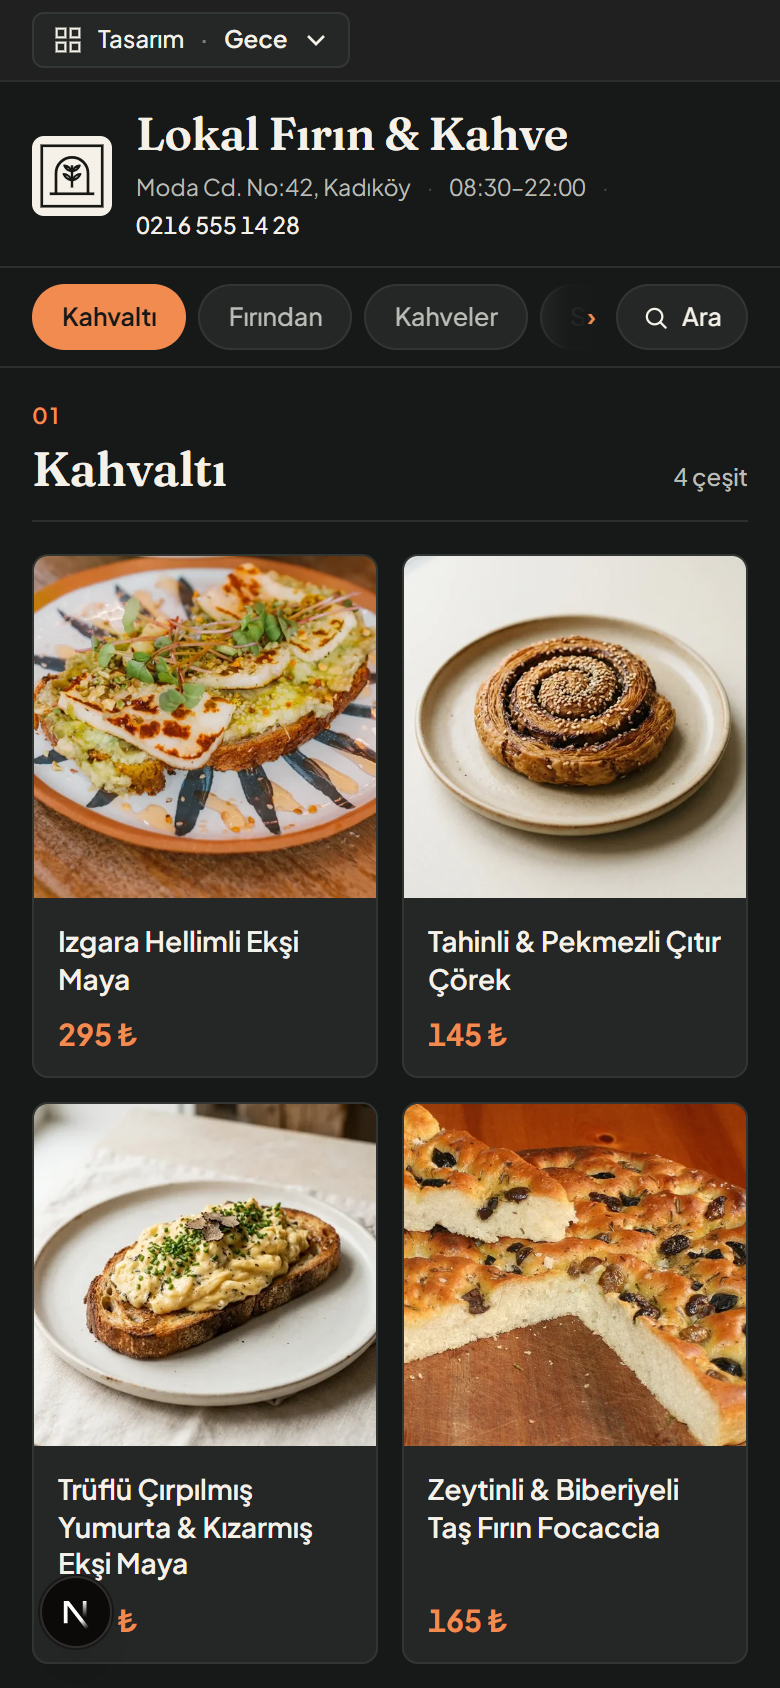 Tasarım · Gece
Lokal Fırın & Kahve
Moda Cd. No:42, Kadıköy · 08:30–22:00 ·
0216 555 14 28
Kahvaltı Fırından Kahveler S › Ara
01
Kahvaltı
4 çeşit
Izgara Hellimli Ekşi
Maya
295 ₺
Tahinli & Pekmezli Çıtır
Çörek
145 ₺
Trüflü Çırpılmış
Yumurta & Kızarmış
Ekşi Maya
₺
Zeytinli & Biberiyeli
Taş Fırın Focaccia
165 ₺
N